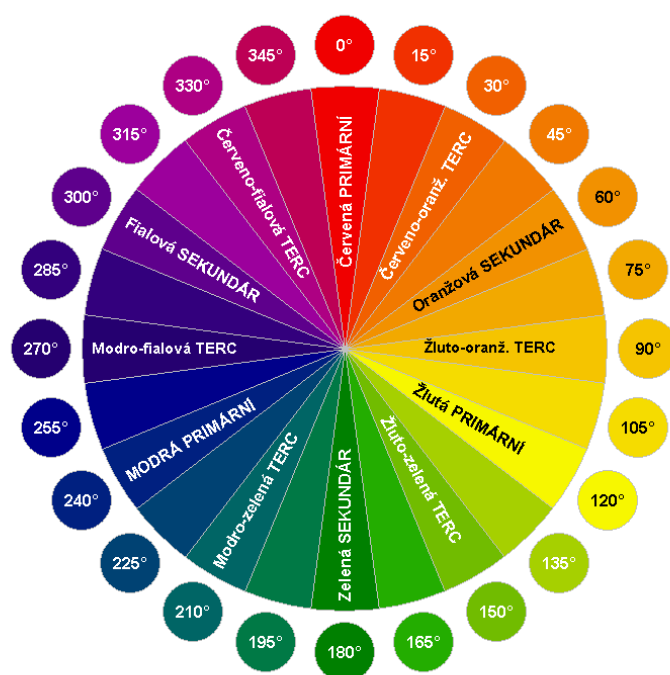 0°
15°
30°
45°
60°
75°
90°
105°
120°
135°
150°
165°
180°
195°
210°
225°
240°
255°
270°
285°
300°
315°
330°
345°
Červená PRIMÁRNÍ
Červeno-oranž. TERC
Oranžová SEKUNDÁR
Žluto-oranž. TERC
Žlutá PRIMÁRNÍ
Žluto-zelená TERC
Zelená SEKUNDÁR
Modro-zelená TERC
MODRÁ PRIMÁRNÍ
Modro-fialová TERC
Fialová SEKUNDÁR
Červeno-fialová TERC